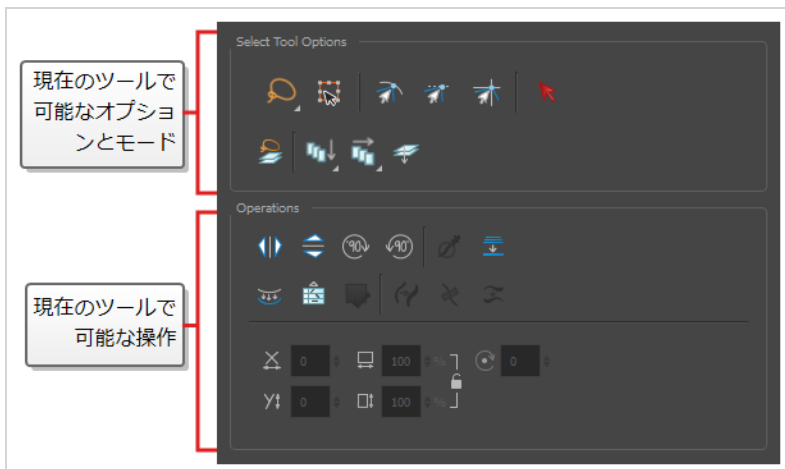 Select Tool Options
現在のツールで
可能なオプショ
ンとモード
Operations
90 90
現在のツールで
可能な操作
X 0 100 % 0
Y 0 100 %